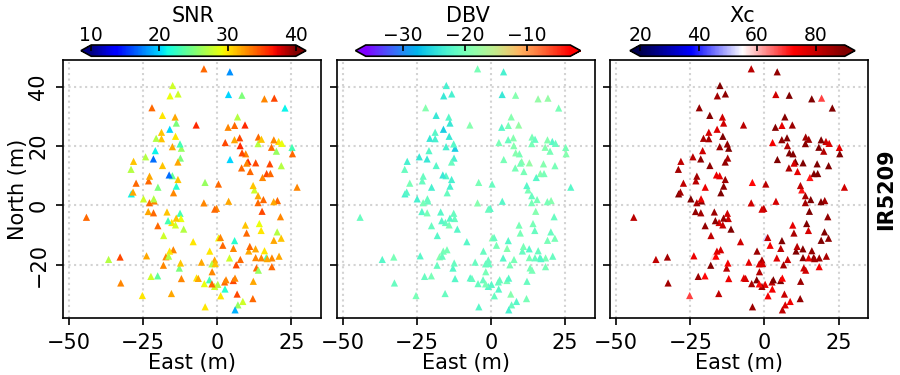 SNR DBV Xc
10 20 30 40 −30 −20 −10 20 40 60 80
40
20
0
−20
North (m)
IR5209
−50 −25 0 25 −50 −25 0 25 −50 −25 0 25
East (m) East (m) East (m)